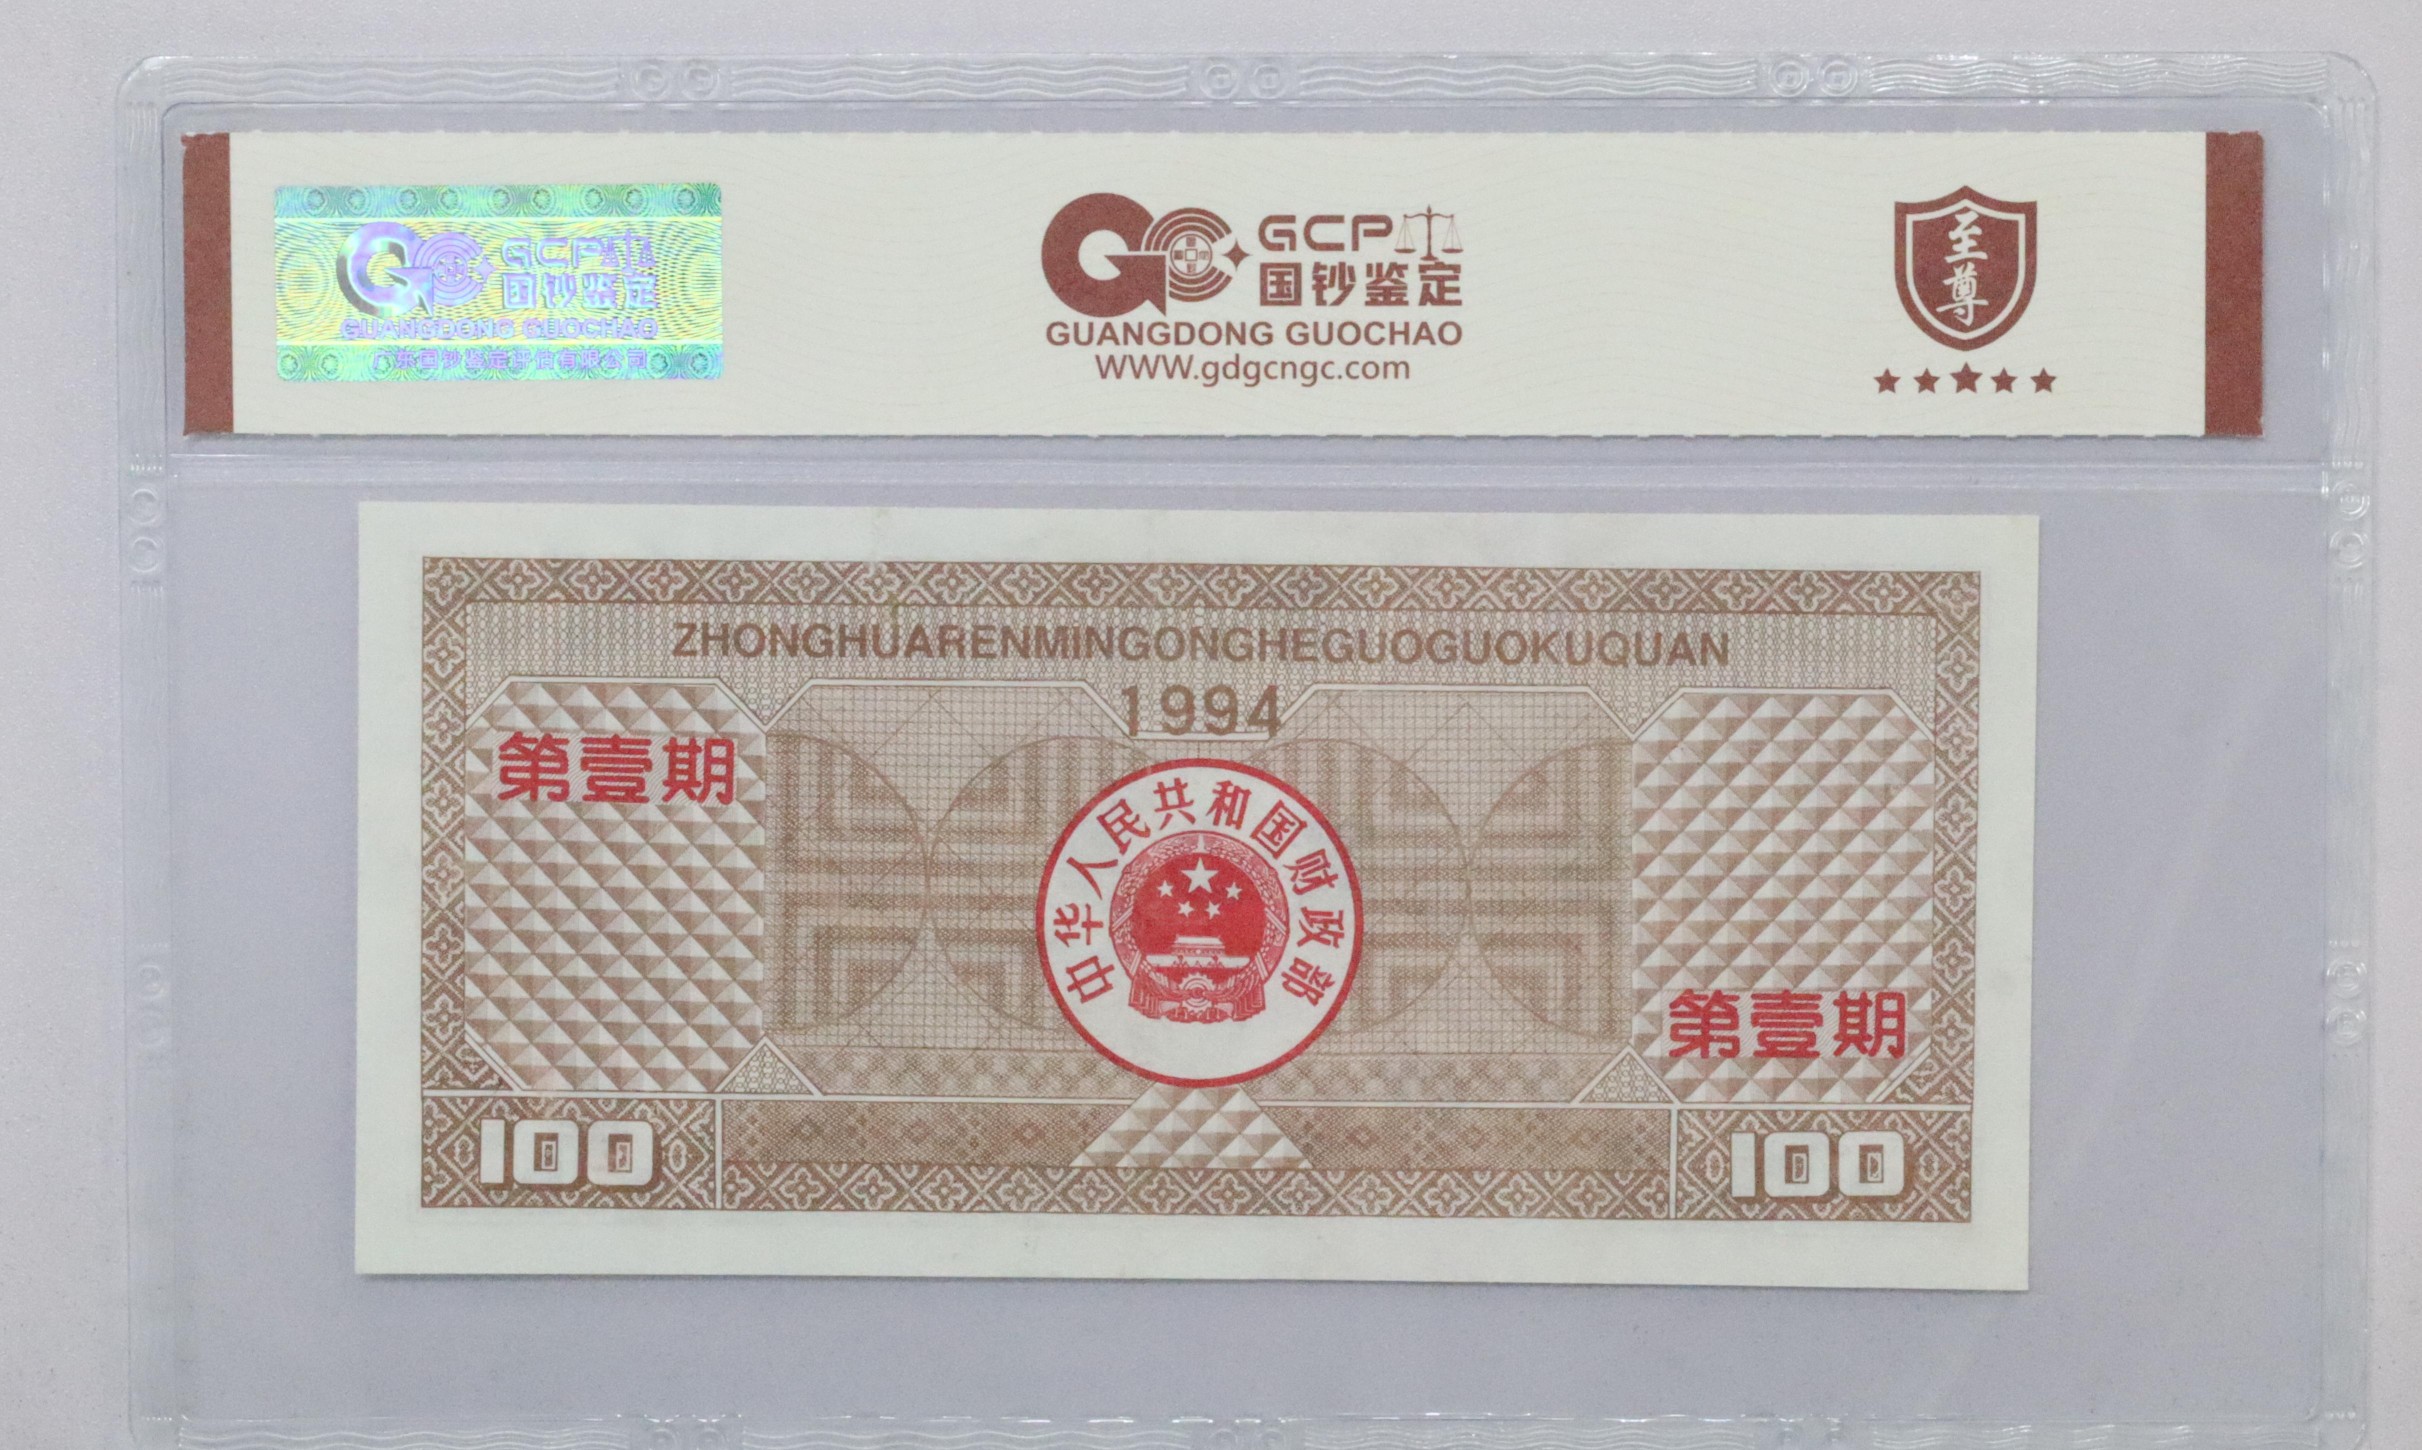 GCP
国钞鉴定
GUANGDONG GUOCHAO
广东国钞鉴定评估有限公司
GCP
国钞鉴定
GUANGDONG GUOCHAO
WWW.gdgcngc.com
至尊
ZHONGHUARENMINGONGHEGUOGUOKUQUAN
1994
第壹期
中华人民共和国财政部
第壹期
100
100